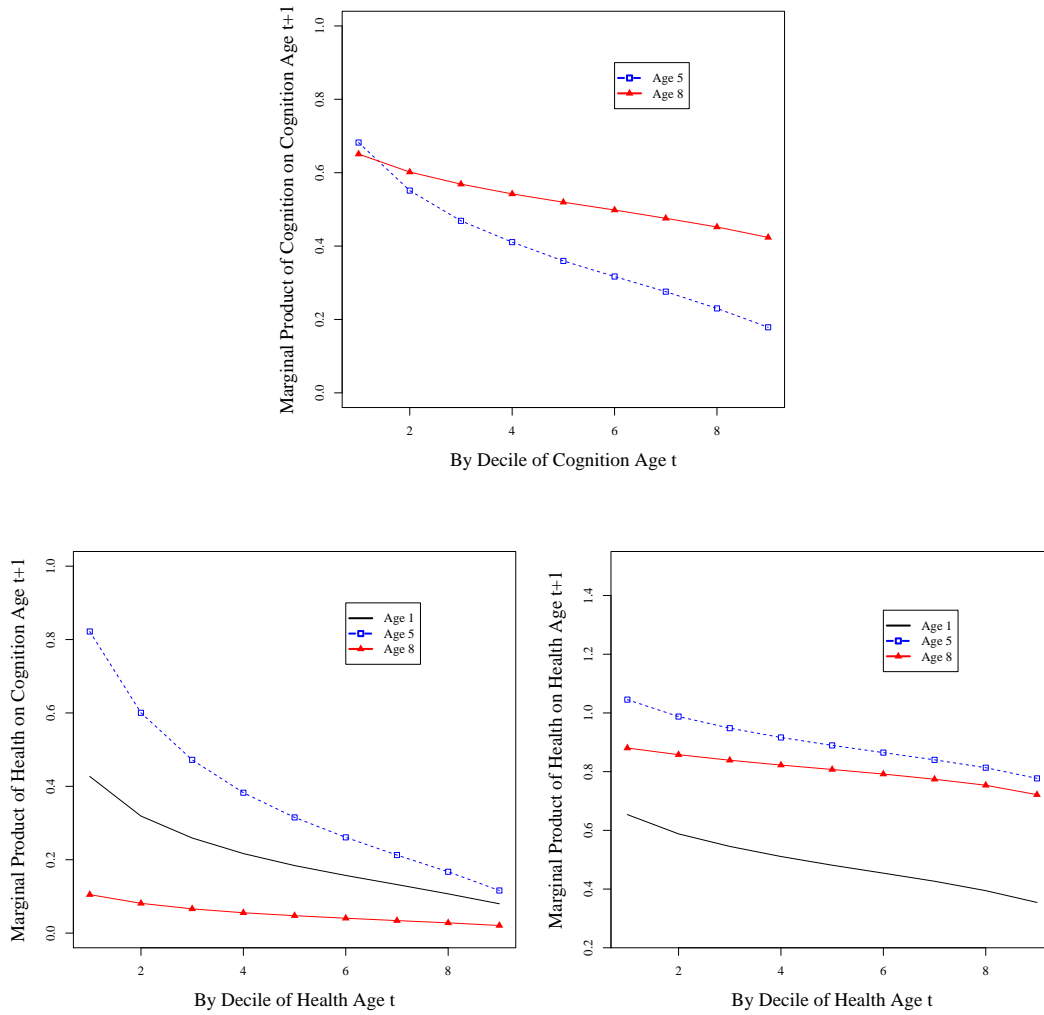 Marginal Product of Cognition on Cognition Age t+1
1.0
0.8
0.6
0.4
0.2
0.0
Age 5
Age 8
2 4 6 8
By Decile of Cognition Age t
Marginal Product of Health on Cognition Age t+1
1.0
0.8
0.6
0.4
0.2
0.0
Age 1
Age 5
Age 8
2 4 6 8
By Decile of Health Age t
Marginal Product of Health on Health Age t+1
1.4
1.2
1.0
0.8
0.6
0.4
0.2
Age 1
Age 5
Age 8
2 4 6 8
By Decile of Health Age t